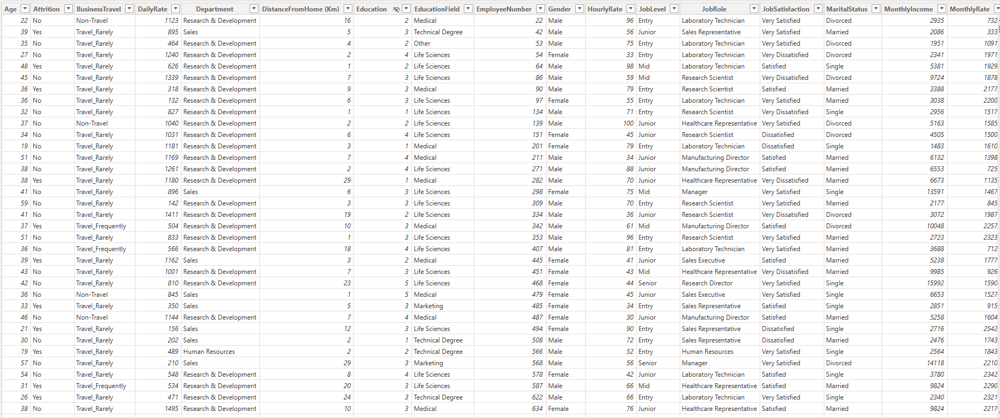 Age Attrition BusinessTravel DailyRate Department DistanceFromHome (Km) Education EducationField EmployeeNumber Gender HourlyRate JobLevel JobRole JobSatisfaction MaritalStatus MonthlyIncome MonthlyRate
22 No Non-Travel 1123 Research & Development 16 2 Medical 22 Male 96 Entry Laboratory Technician Very Satisfied Divorced 2935 732
39 Yes Travel_Rarely 895 Sales 5 3 Technical Degree 42 Male 56 Junior Sales Representative Very Satisfied Married 2086 333
35 No Travel_Rarely 464 Research & Development 4 2 Other 53 Male 75 Entry Laboratory Technician Very Satisfied Divorced 1951 1091
27 No Travel_Rarely 1240 Research & Development 2 4 Life Sciences 54 Female 33 Entry Laboratory Technician Very Dissatisfied Divorced 2341 1971
48 Yes Travel_Rarely 626 Research & Development 1 2 Life Sciences 64 Male 98 Mid Laboratory Technician Satisfied Single 5381 1929
45 No Travel_Rarely 1339 Research & Development 7 3 Life Sciences 86 Male 59 Mid Research Scientist Very Dissatisfied Divorced 9724 1878
36 Yes Travel_Rarely 318 Research & Development 9 3 Medical 90 Male 79 Entry Research Scientist Satisfied Married 3388 2177
36 No Travel_Rarely 132 Research & Development 6 3 Life Sciences 97 Female 55 Entry Laboratory Technician Very Satisfied Married 3038 2200
32 No Travel_Rarely 827 Research & Development 1 1 Life Sciences 134 Male 71 Entry Research Scientist Very Dissatisfied Single 2956 1517
37 No Non-Travel 1040 Research & Development 2 2 Life Sciences 139 Male 100 Junior Healthcare Representative Very Satisfied Divorced 5163 1585
34 No Travel_Rarely 1031 Research & Development 6 4 Life Sciences 151 Female 45 Junior Research Scientist Dissatisfied Divorced 4505 1500
19 No Travel_Rarely 1181 Research & Development 3 1 Medical 201 Female 79 Entry Laboratory Technician Dissatisfied Single 1483 1610
51 No Travel_Rarely 1169 Research & Development 7 4 Medical 211 Male 34 Junior Manufacturing Director Very Satisfied Married 6132 1398
38 No Travel_Rarely 1261 Research & Development 2 4 Life Sciences 271 Male 88 Junior Manufacturing Director Satisfied Married 6553 725
38 Yes Travel_Rarely 1180 Research & Development 29 1 Medical 282 Male 70 Junior Healthcare Representative Very Dissatisfied Married 6673 1135
41 No Travel_Rarely 896 Sales 6 3 Life Sciences 298 Female 75 Mid Manager Very Satisfied Single 13591 1467
59 No Travel_Rarely 142 Research & Development 3 3 Life Sciences 309 Male 70 Entry Research Scientist Very Satisfied Married 2177 845
41 No Travel_Rarely 1411 Research & Development 19 2 Life Sciences 334 Male 36 Junior Research Scientist Very Dissatisfied Divorced 3072 1987
37 Yes Travel_Frequently 504 Research & Development 10 3 Medical 342 Male 61 Mid Manufacturing Director Satisfied Divorced 10048 2257
51 No Travel_Rarely 833 Research & Development 1 3 Life Sciences 353 Male 96 Entry Research Scientist Very Satisfied Married 2723 2323
36 No Travel_Frequently 566 Research & Development 18 4 Life Sciences 407 Male 81 Entry Laboratory Technician Very Satisfied Married 3688 712
39 Yes Travel_Rarely 1162 Sales 3 2 Medical 445 Female 41 Junior Sales Executive Satisfied Married 5238 1777
43 No Travel_Rarely 1001 Research & Development 7 3 Life Sciences 451 Female 43 Mid Healthcare Representative Very Dissatisfied Married 9985 926
42 No Travel_Rarely 810 Research & Development 23 5 Life Sciences 468 Female 44 Senior Research Director Very Satisfied Single 15992 1590
36 No Non-Travel 845 Sales 1 5 Medical 479 Female 45 Junior Sales Executive Very Satisfied Single 6653 1527
33 Yes Travel_Rarely 350 Sales 5 3 Marketing 485 Female 34 Entry Sales Representative Satisfied Single 2851 915
46 No Non-Travel 1144 Research & Development 7 4 Medical 487 Female 30 Junior Manufacturing Director Satisfied Married 5258 1604
21 Yes Travel_Rarely 156 Sales 12 3 Life Sciences 494 Female 90 Entry Sales Representative Dissatisfied Single 2716 2542
30 No Travel_Rarely 202 Sales 2 1 Technical Degree 508 Male 72 Entry Sales Representative Dissatisfied Married 2476 1743
19 Yes Travel_Rarely 489 Human Resources 2 2 Technical Degree 566 Male 52 Entry Human Resources Very Satisfied Single 2564 1843
57 No Travel_Rarely 210 Sales 29 3 Marketing 568 Male 56 Senior Manager Very Satisfied Divorced 14118 2210
54 No Travel_Rarely 548 Research & Development 8 4 Life Sciences 578 Female 42 Junior Laboratory Technician Satisfied Single 3780 2342
31 Yes Travel_Frequently 534 Research & Development 20 3 Life Sciences 587 Male 66 Mid Healthcare Representative Satisfied Married 9824 2290
26 Yes Travel_Rarely 471 Research & Development 24 3 Technical Degree 622 Male 66 Entry Laboratory Technician Very Satisfied Single 2340 2321
38 No Travel_Rarely 1495 Research & Development 10 3 Medical 634 Female 76 Junior Healthcare Representative Satisfied Married 9824 2217